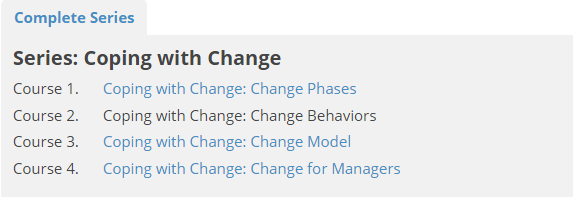 Complete Series
Series: Coping with Change
Course 1. Coping with Change: Change Phases
Course 2. Coping with Change: Change Behaviors
Course 3. Coping with Change: Change Model
Course 4. Coping with Change: Change for Managers